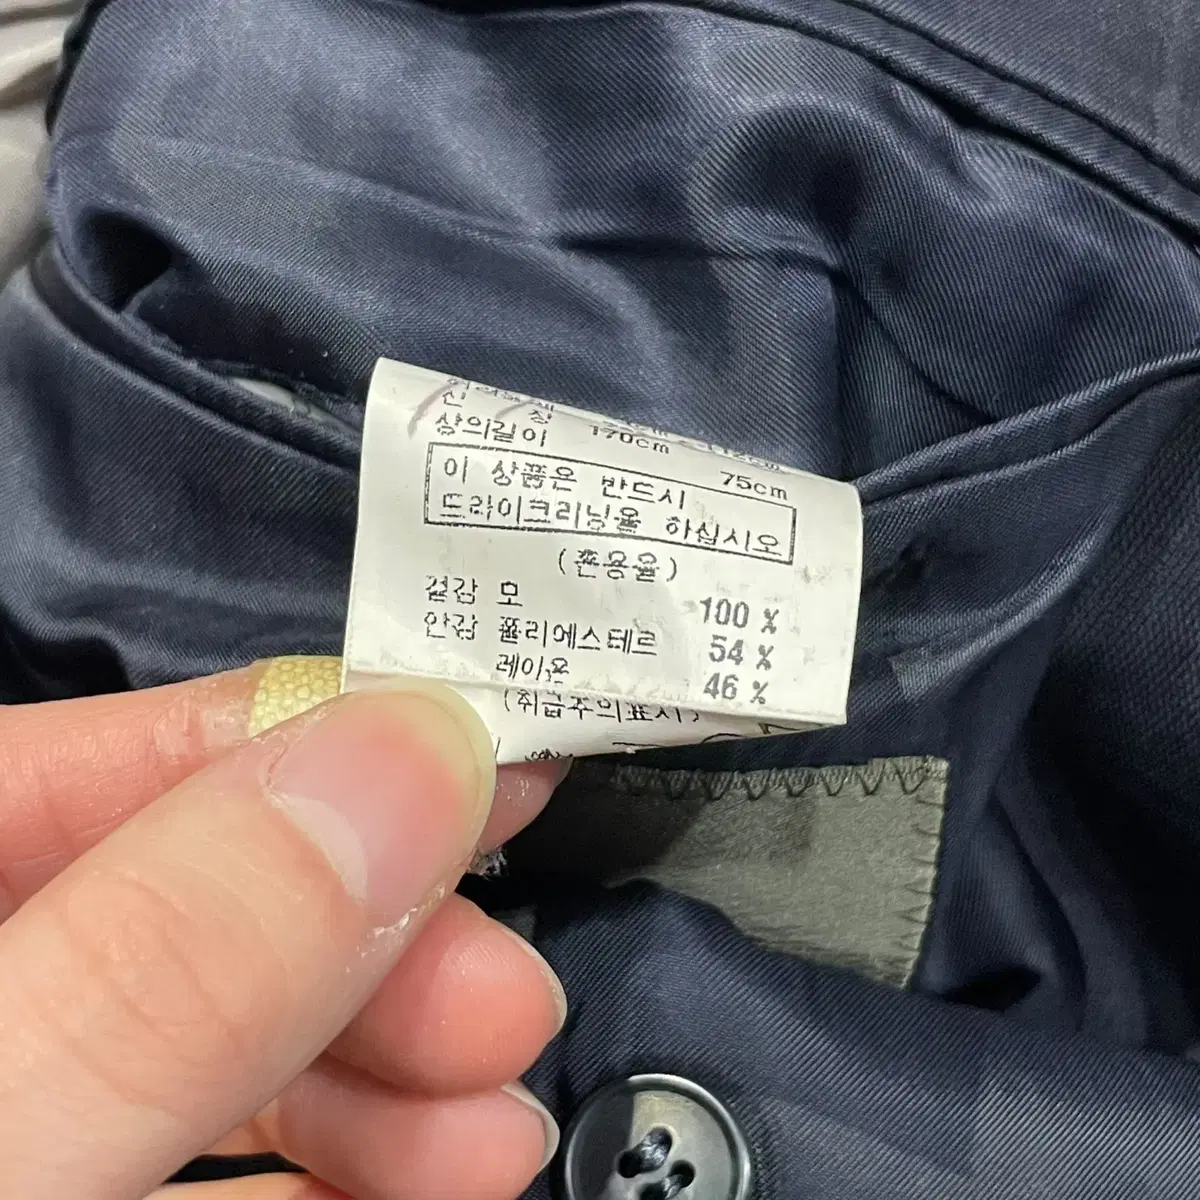 신 장 170cm
상의길이 75cm
이 상품은 반드시
드라이크리닝을 하십시오
(혼용율)
겉감 모 100 %
안감 폴리에스테르 54 %
레이온 46 %
(취급주의표시)